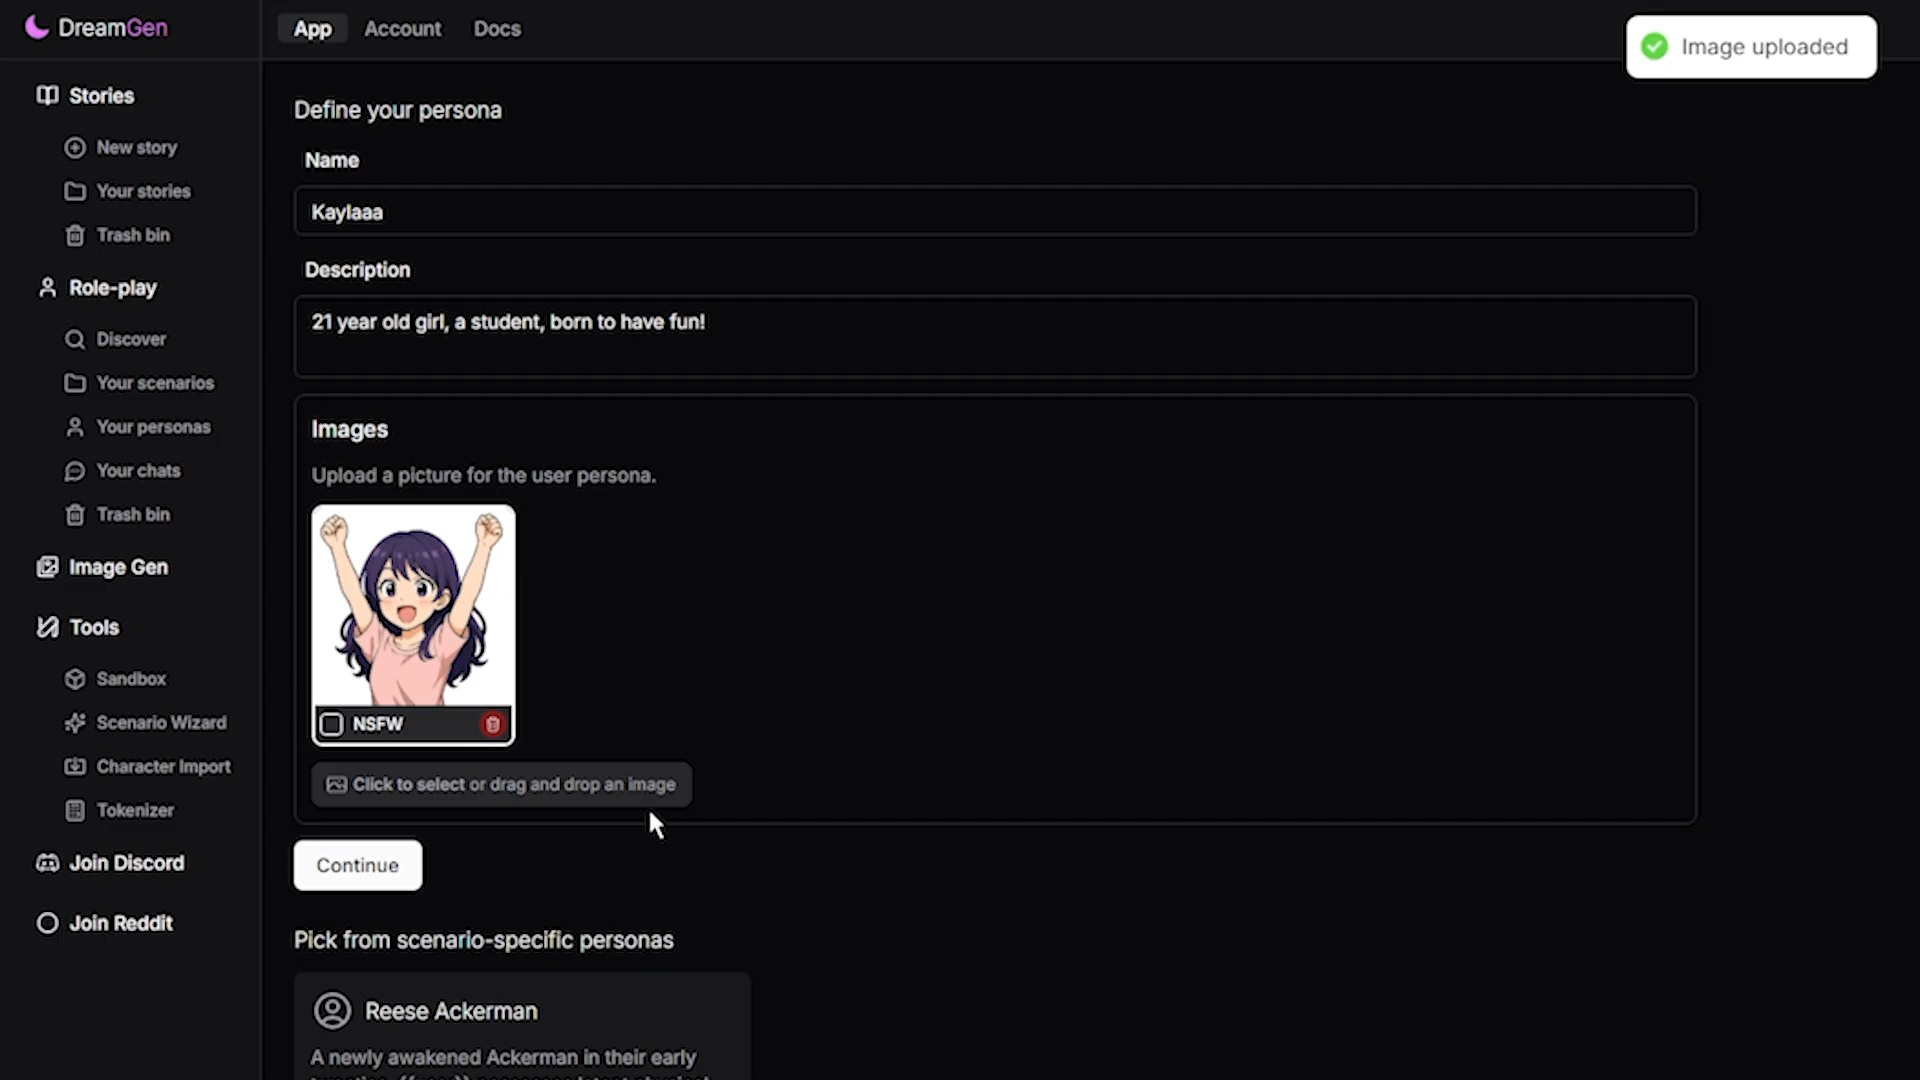 DreamGen
App
Account
Docs
Image uploaded
Stories
New story
Your stories
Trash bin
Role-play
Discover
Your scenarios
Your personas
Your chats
Trash bin
Image Gen
Tools
Sandbox
Scenario Wizard
Character Import
Tokenizer
Join Discord
Join Reddit
Define your persona
Name
Kaylaaa
Description
21 year old girl, a student, born to have fun!
Images
Upload a picture for the user persona.
NSFW
Click to select or drag and drop an image
Continue
Pick from scenario-specific personas
Reese Ackerman
A newly awakened Ackerman in their early